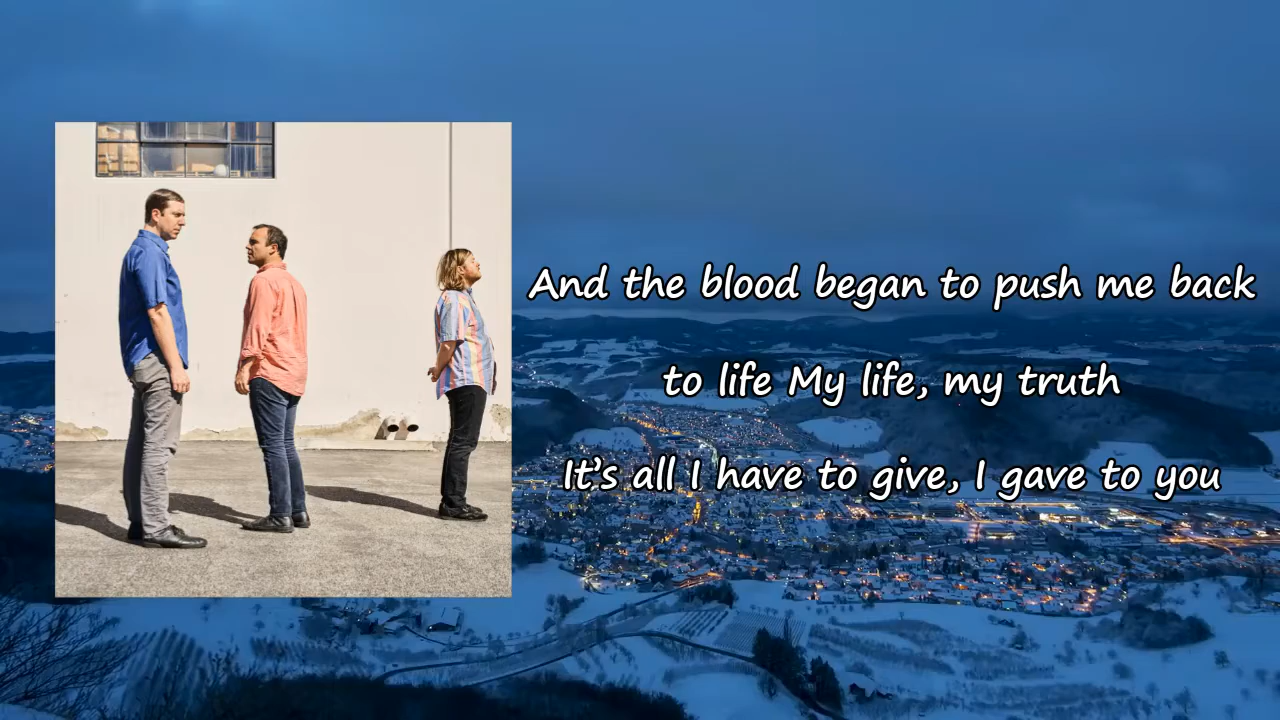 And the blood began to push me back
to life My life, my truth
It's all I have to give, I gave to you